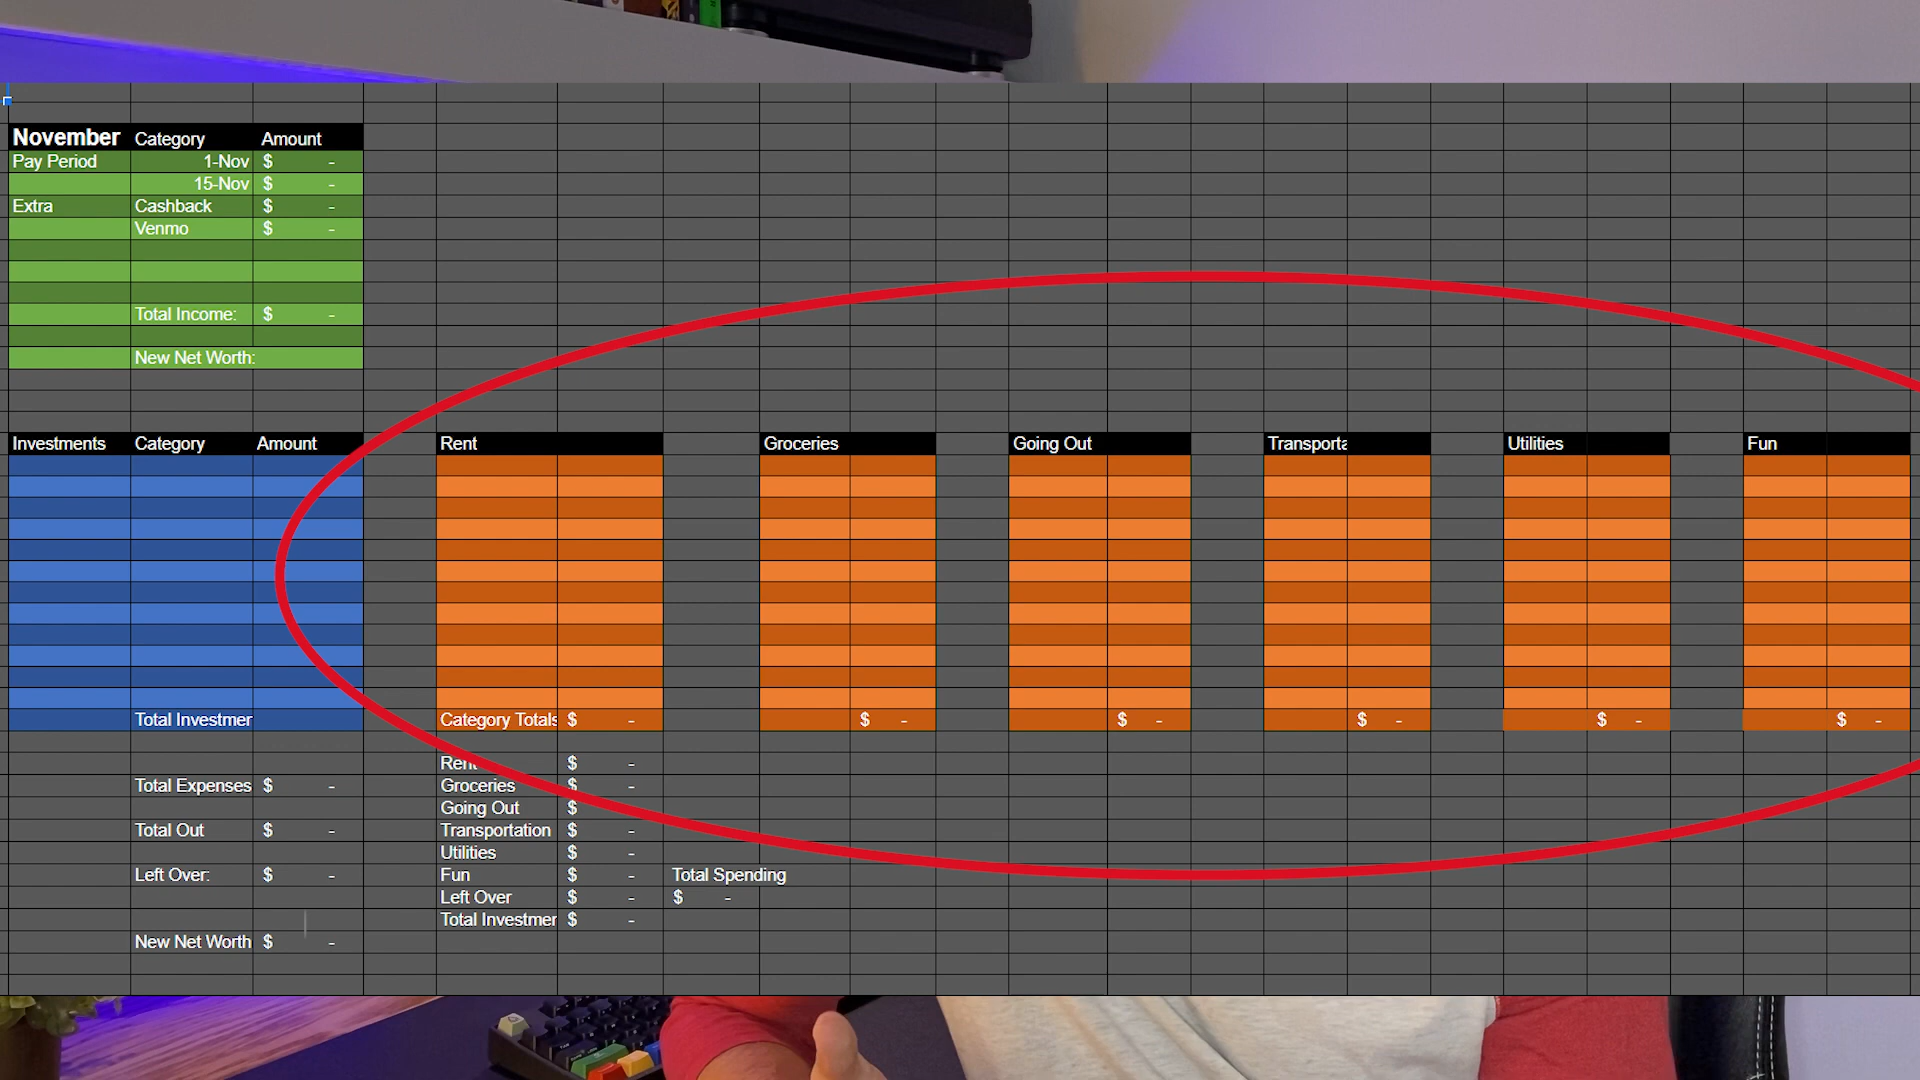 November Category Amount
Pay Period 1-Nov $ -
15-Nov $ -
Extra Cashback $ -
Venmo $ -
Total Income: $ -
New Net Worth:
Investments Category Amount Rent Groceries Going Out Transporta Utilities Fun
Total Investmer Category Totals $ - $ - $ - $ - $ - $ -
Rent $ -
Total Expenses $ - Groceries $ -
Going Out $
Total Out $ - Transportation $ -
Utilities $ -
Left Over: $ - Fun $ - Total Spending
Left Over $ - $ -
Total Investmer $ -
New Net Worth $ -